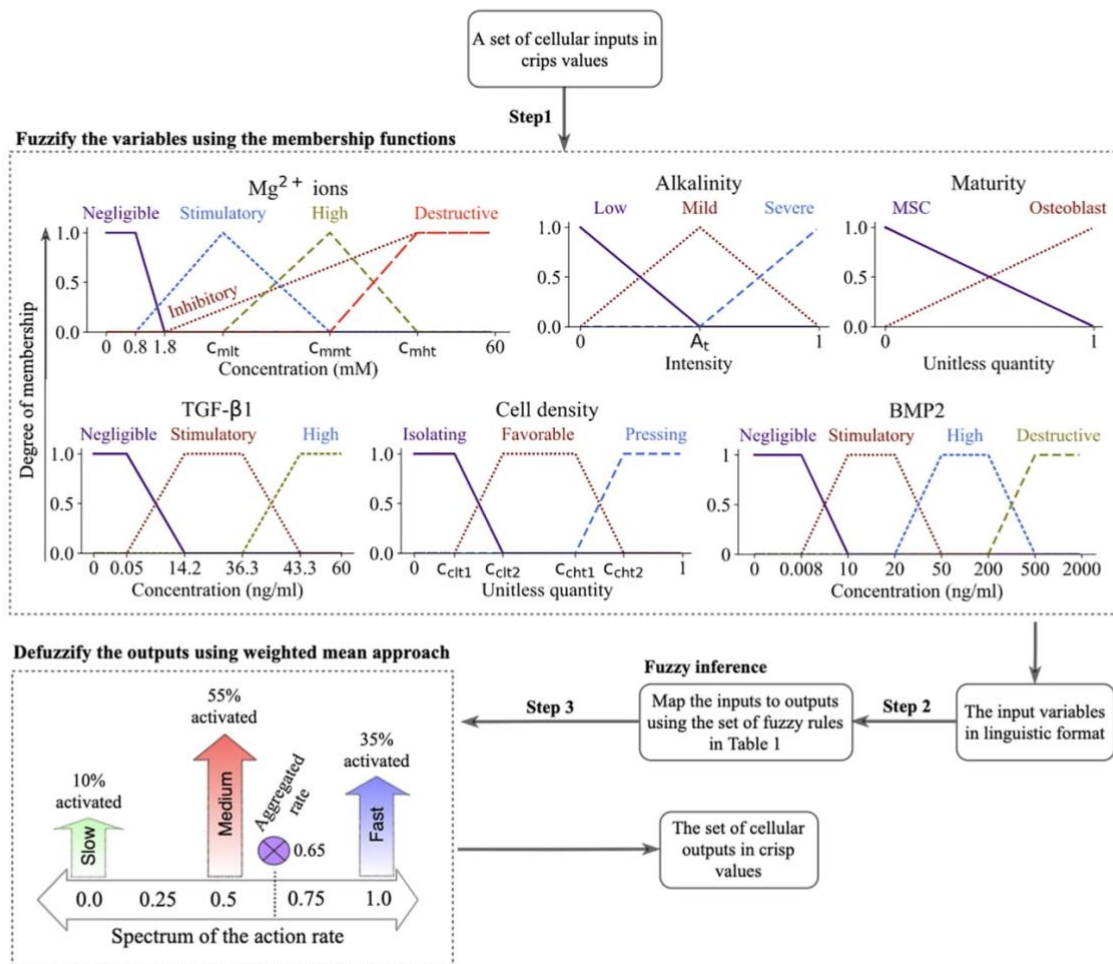 A set of cellular inputs in
crips values
Step1
Fuzzify the variables using the membership functions
Degree of membership
Mg2+ ions
Negligible Stimulatory High Destructive
Inhibitory
1.0
0.5
0.0
0 0.8 1.8 cmlt cmmt cmht 60
Concentration (mM)
Alkalinity
Low Mild Severe
1.0
0.5
0.0
0 At 1
Intensity
Maturity
MSC Osteoblast
1.0
0.5
0.0
0 1
Unitless quantity
TGF-β1
Negligible Stimulatory High
1.0
0.5
0.0
0 0.05 14.2 36.3 43.3 60
Concentration (ng/ml)
Cell density
Isolating Favorable Pressing
1.0
0.5
0.0
0 cclt1 cclt2 ccht1 ccht2 1
Unitless quantity
BMP2
Negligible Stimulatory High Destructive
1
0.5
0
0 0.008 10 20 50 200 500 2000
Concentration (ng/ml)
The input variables
in linguistic format
Step 2
Fuzzy inference
Map the inputs to outputs
using the set of fuzzy rules
in Table 1
Step 3
Defuzzify the outputs using weighted mean approach
10%
activated
Slow
55%
activated
Medium
Aggregated
rate
0.65
35%
activated
Fast
0.0 0.25 0.5 0.75 1.0
Spectrum of the action rate
The set of cellular
outputs in crisp
values